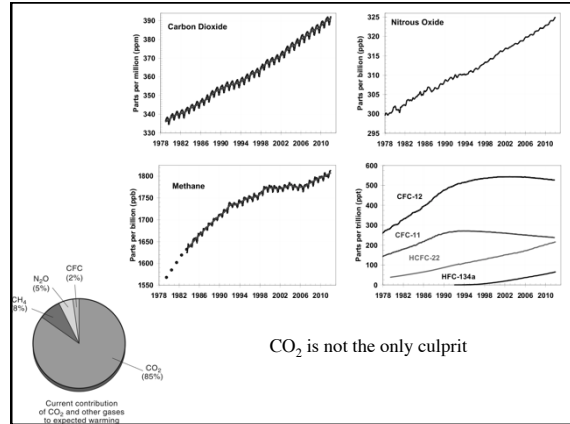 Carbon Dioxide
Parts per million (ppm)
390
380
370
360
350
340
330
1978 1982 1986 1990 1994 1998 2002 2006 2010
Nitrous Oxide
Parts per billion (ppb)
325
320
315
310
305
300
295
1978 1982 1986 1990 1994 1998 2002 2006 2010
Methane
Parts per billion (ppb)
1800
1750
1700
1650
1600
1550
1978 1982 1986 1990 1994 1998 2002 2006 2010
Parts per trillion (ppt)
600
500
400
300
200
100
0
CFC-12
CFC-11
HCFC-22
HFC-134a
1978 1982 1986 1990 1994 1998 2002 2006 2010
CFC
(2%)
N₂O
(5%)
CH₄
(8%)
CO₂
(85%)
Current contribution
of CO₂ and other gases
to expected warming
CO₂ is not the only culprit